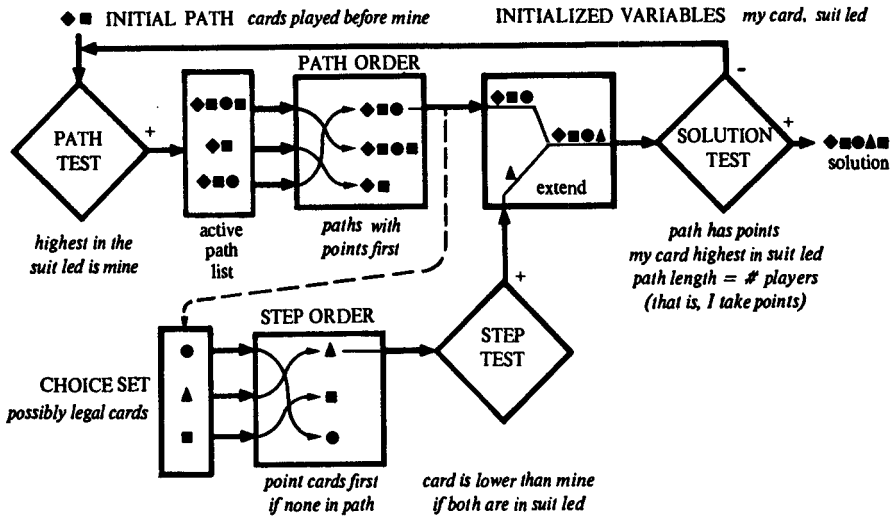 INITIAL PATH cards played before mine
INITIALIZED VARIABLES my card, suit led
PATH ORDER
PATH
TEST
+
highest in the
suit led is mine
active
path
list
paths with
points first
extend
-
SOLUTION
TEST
+
solution
path has points
my card highest in suit led
path length = # players
(that is, I take points)
STEP ORDER
CHOICE SET
possibly legal cards
point cards first
if none in path
+
STEP
TEST
card is lower than mine
if both are in suit led